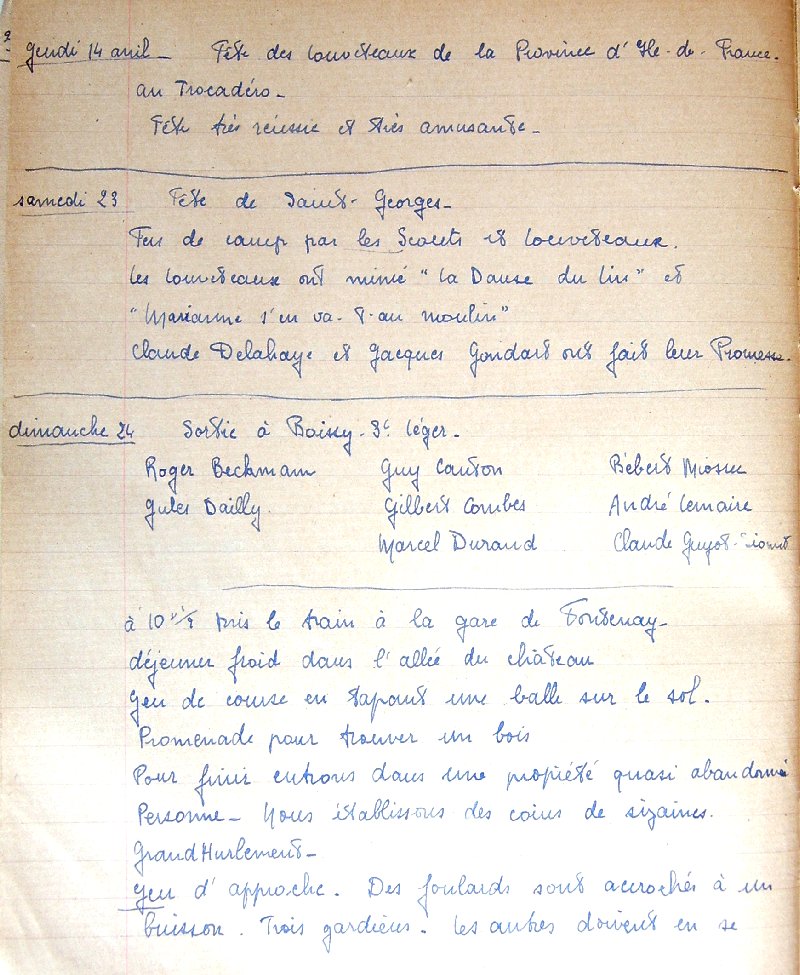 Jeudi 14 avril - Fête des louveteaux de la Province d'Ile-de-France.
au Trocadéro -
Fête très réussie et très amusante -
samedi 23 Fête de Saint-Georges -
Feu de camp par les Scouts et louveteaux.
Les louveteaux ont mimé "la Danse du lin" et
"Marianne s'en va-t-au moulin"
Claude Delahaye et Jacques Gondart ont fait leur Promesse.
dimanche 24 Sortie à Boissy-St léger -
Roger Beckmann Guy Canton Bébert
Jules Dailly Gilbert Combes André Lemaire
Marcel Durand Claude Guyot-
à 10 h 1/2 pris le train à la gare de Fontenay -
déjeuner froid dans l'allée du château
Jeu de course en tapant une balle sur le sol.
Promenade pour trouver un bois
Pour finir entrons dans une propiété quasi abandonné
Personne - Nous établissons des coins de sizaines.
Grand Hurlement -
Jeu d'approche. Des foulards sont accrochés à un
buisson. Trois gardiens. Les autres doivent en se